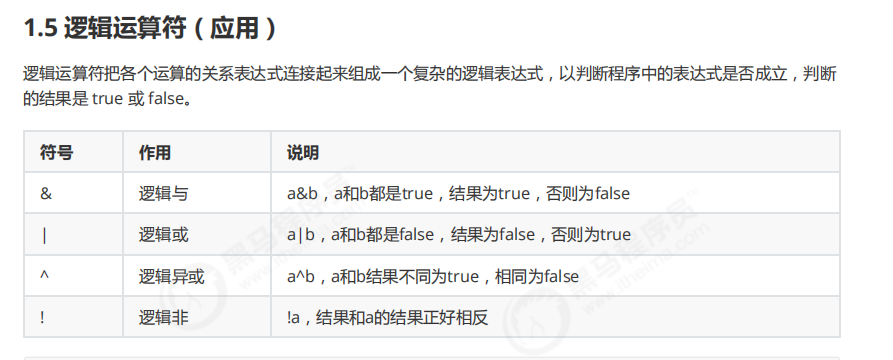 1.5 逻辑运算符（应用）
逻辑运算符把各个运算的关系表达式连接起来组成一个复杂的逻辑表达式，以判断程序中的表达式是否成立，判断
的结果是 true 或 false。
符号 作用 说明
& 逻辑与 a&b，a和b都是true，结果为true，否则为false
| 逻辑或 a|b，a和b都是false，结果为false，否则为true
^ 逻辑异或 a^b，a和b结果不同为true，相同为false
! 逻辑非 !a，结果和a的结果正好相反
黑马程序员
www.itheima.com
黑马程序员
www.itheima.com